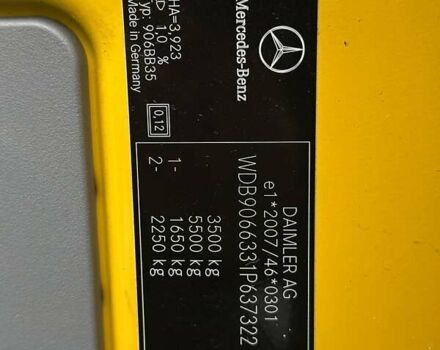 Mercedes-Benz
HA=3,923
D 1,0 %
Typ: 906BB35
Made in Germany
0,12
DAIMLER AG
e1*2007/46*0301
WDB9066331P637322
3500 kg
5500 kg
1- 1650 kg
2- 2250 kg